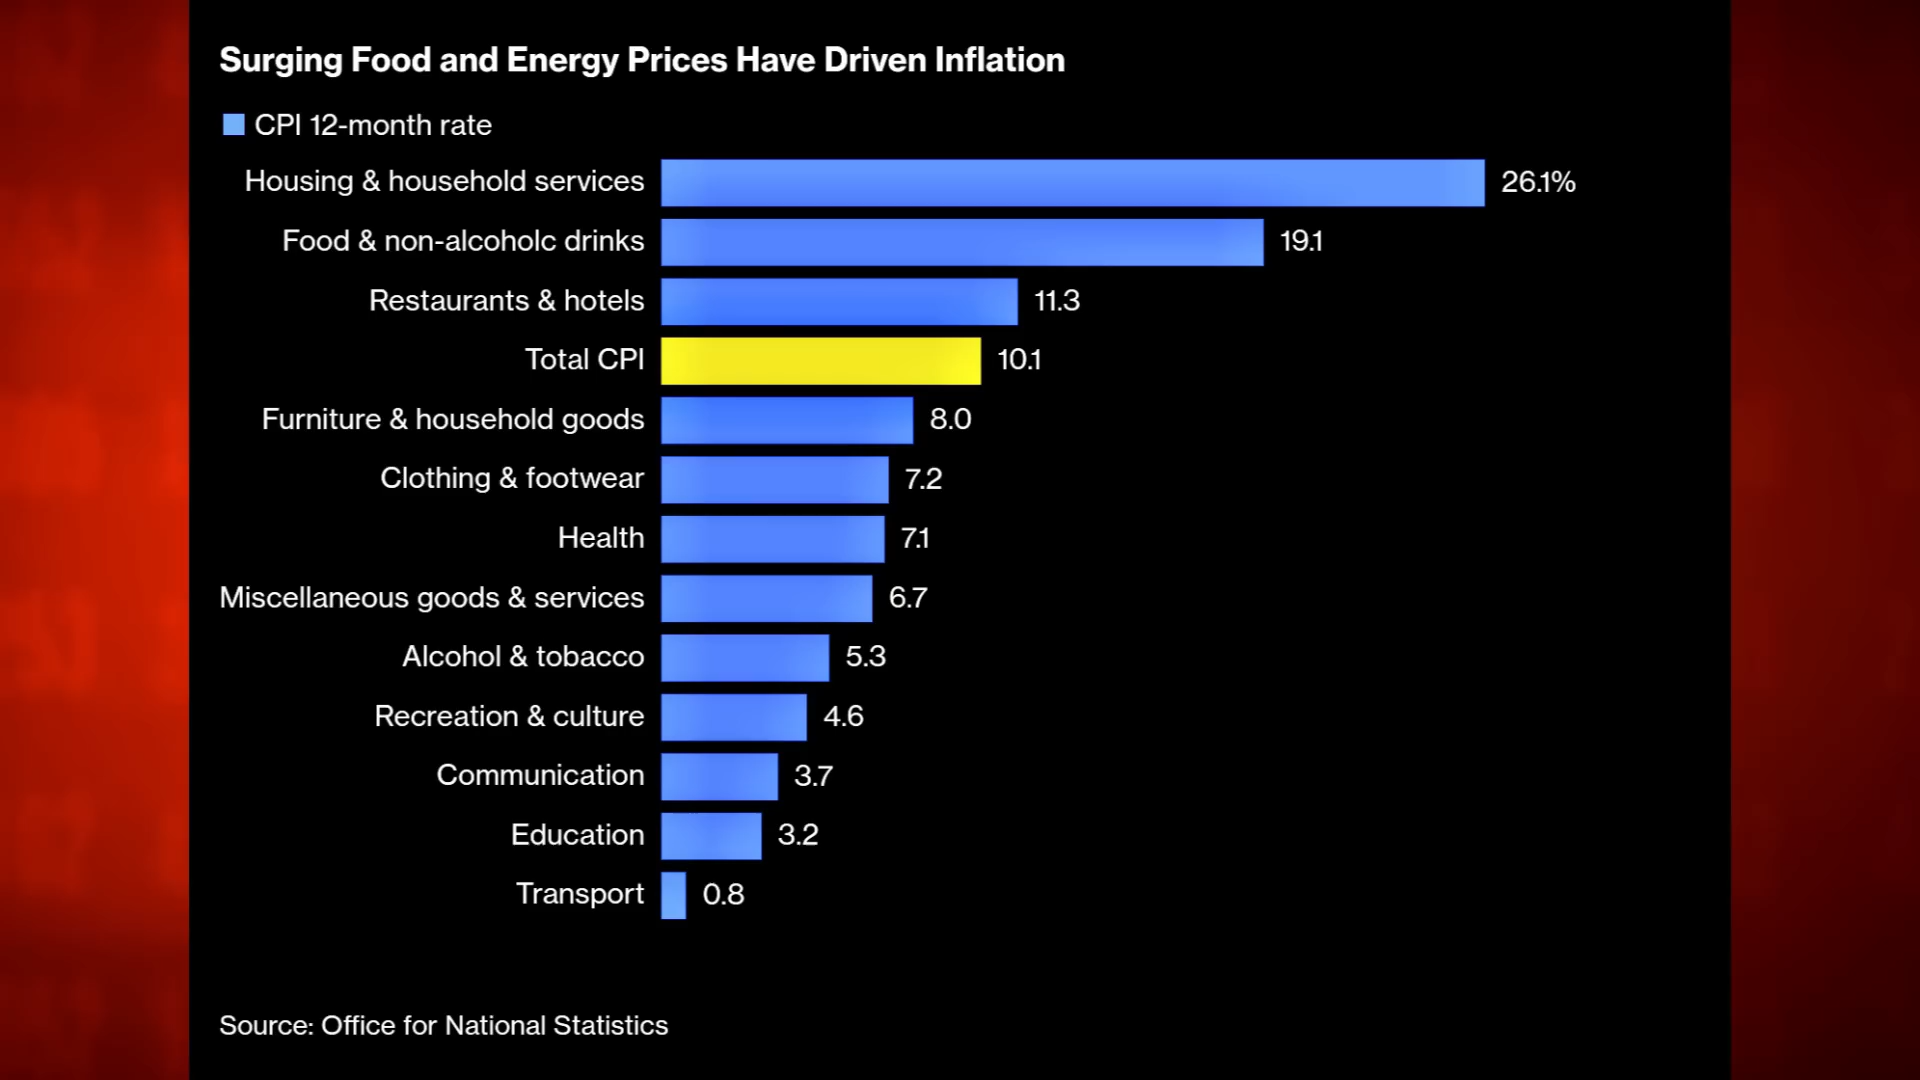 Surging Food and Energy Prices Have Driven Inflation
CPI 12-month rate
Housing & household services 26.1%
Food & non-alcoholic drinks 19.1
Restaurants & hotels 11.3
Total CPI 10.1
Furniture & household goods 8.0
Clothing & footwear 7.2
Health 7.1
Miscellaneous goods & services 6.7
Alcohol & tobacco 5.3
Recreation & culture 4.6
Communication 3.7
Education 3.2
Transport 0.8
Source: Office for National Statistics